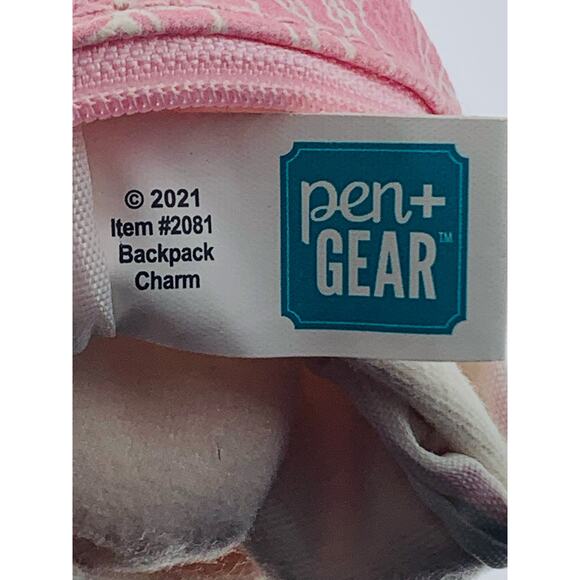 © 2021
Item #2081
Backpack
Charm
pen+
GEAR™